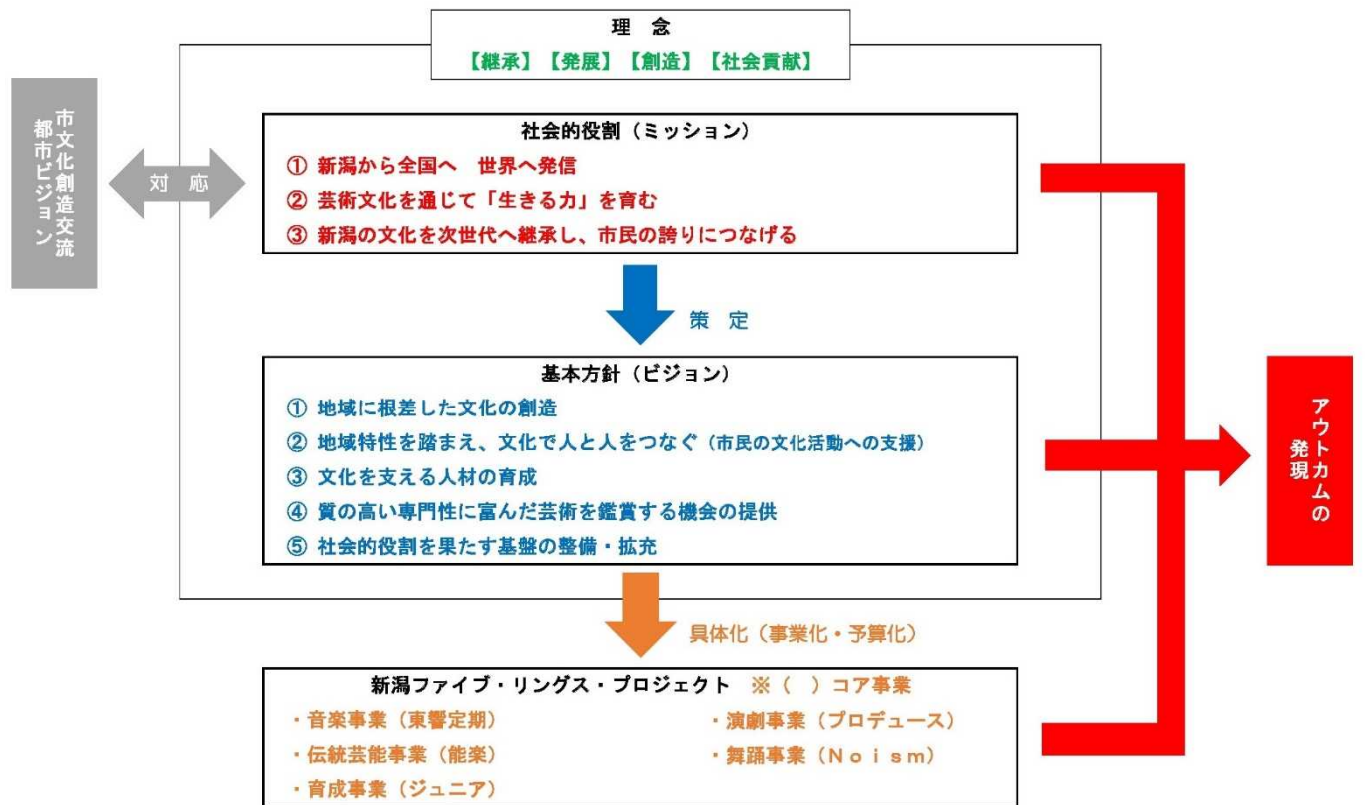 理　念
【継承】【発展】【創造】【社会貢献】
市文化創造交流
都市ビジョン
対　応
社会的役割（ミッション）
① 新潟から全国へ　世界へ発信
② 芸術文化を通じて「生きる力」を育む
③ 新潟の文化を次世代へ継承し、市民の誇りにつなげる
策　定
基本方針（ビジョン）
① 地域に根差した文化の創造
② 地域特性を踏まえ、文化で人と人をつなぐ（市民の文化活動への支援）
③ 文化を支える人材の育成
④ 質の高い専門性に富んだ芸術を鑑賞する機会の提供
⑤ 社会的役割を果たす基盤の整備・拡充
アウトカムの
発現
具体化（事業化・予算化）
新潟ファイブ・リングス・プロジェクト　※（　）コア事業
・音楽事業（東響定期）
・演劇事業（プロデュース）
・伝統芸能事業（能楽）
・舞踊事業（Ｎｏｉｓｍ）
・育成事業（ジュニア）